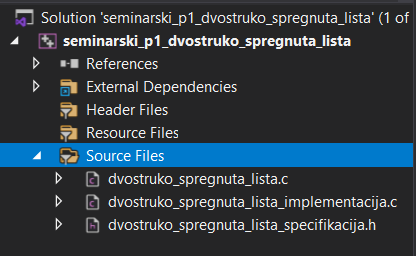 Solution 'seminarski_p1_dvostruko_spregnuta_lista' (1 of
seminarski_p1_dvostruko_spregnuta_lista
References
External Dependencies
Header Files
Resource Files
Source Files
dvostruko_spregnuta_lista.c
dvostruko_spregnuta_lista_implementacija.c
dvostruko_spregnuta_lista_specifikacija.h